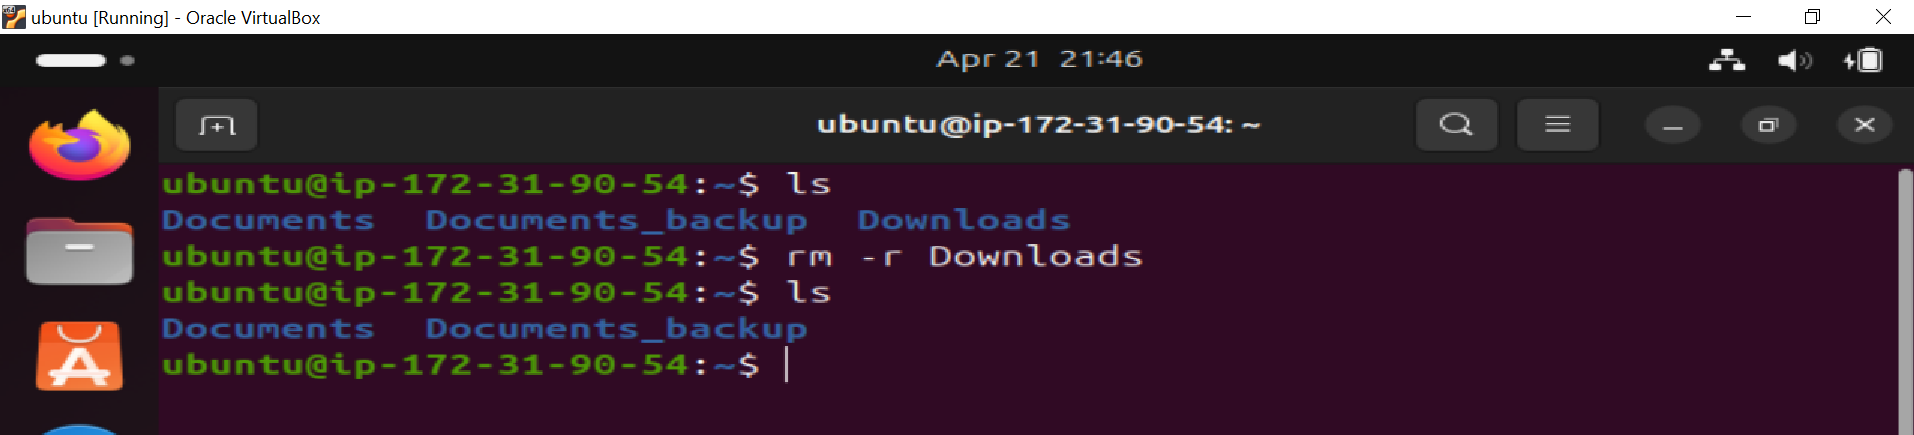 ubuntu [Running] - Oracle VirtualBox
Apr 21 21:46
ubuntu@ip-172-31-90-54: ~
ubuntu@ip-172-31-90-54:~$ ls
Documents Documents_backup Downloads
ubuntu@ip-172-31-90-54:~$ rm -r Downloads
ubuntu@ip-172-31-90-54:~$ ls
Documents Documents_backup
ubuntu@ip-172-31-90-54:~$